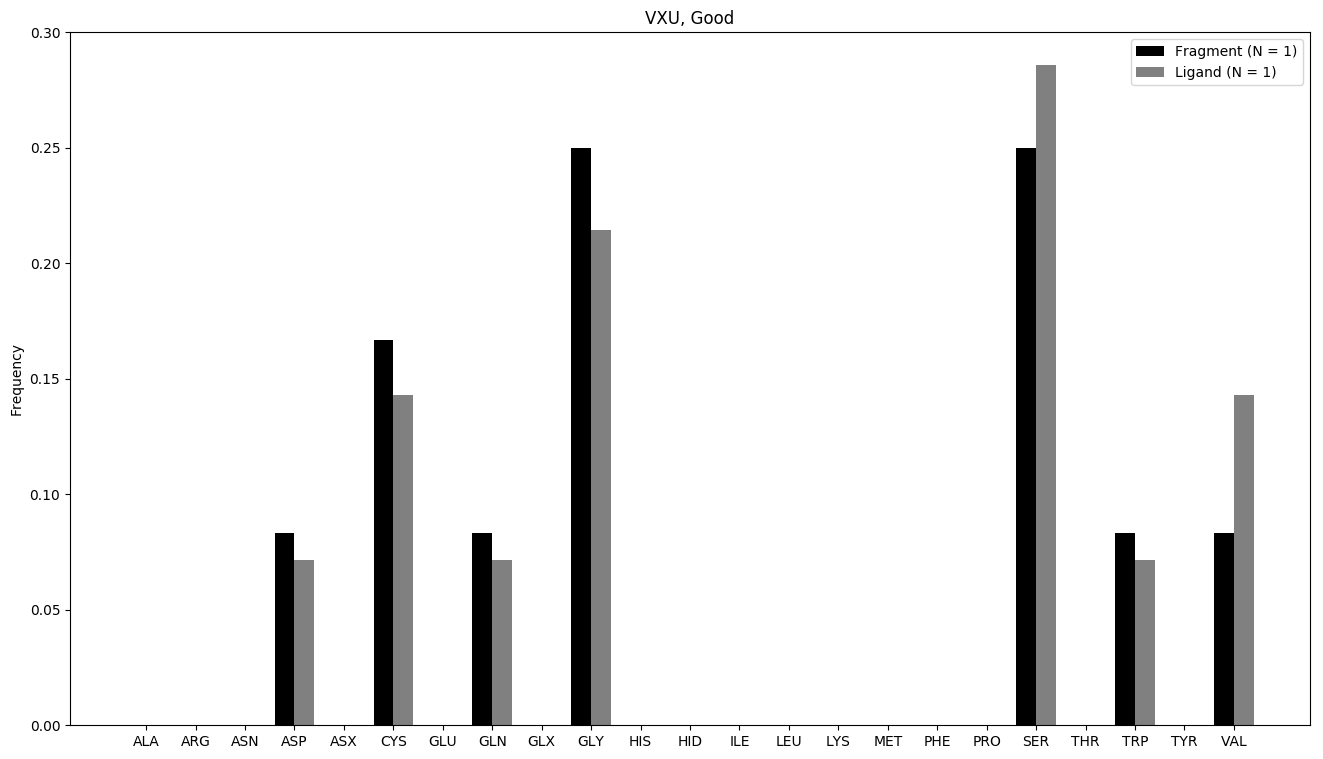 VXU, Good
Fragment (N = 1)
Ligand (N = 1)
Frequency
0.30
0.25
0.20
0.15
0.10
0.05
0.00
ALA ARG ASN ASP ASX CYS GLU GLN GLX GLY HIS HID ILE LEU LYS MET PHE PRO SER THR TRP TYR VAL